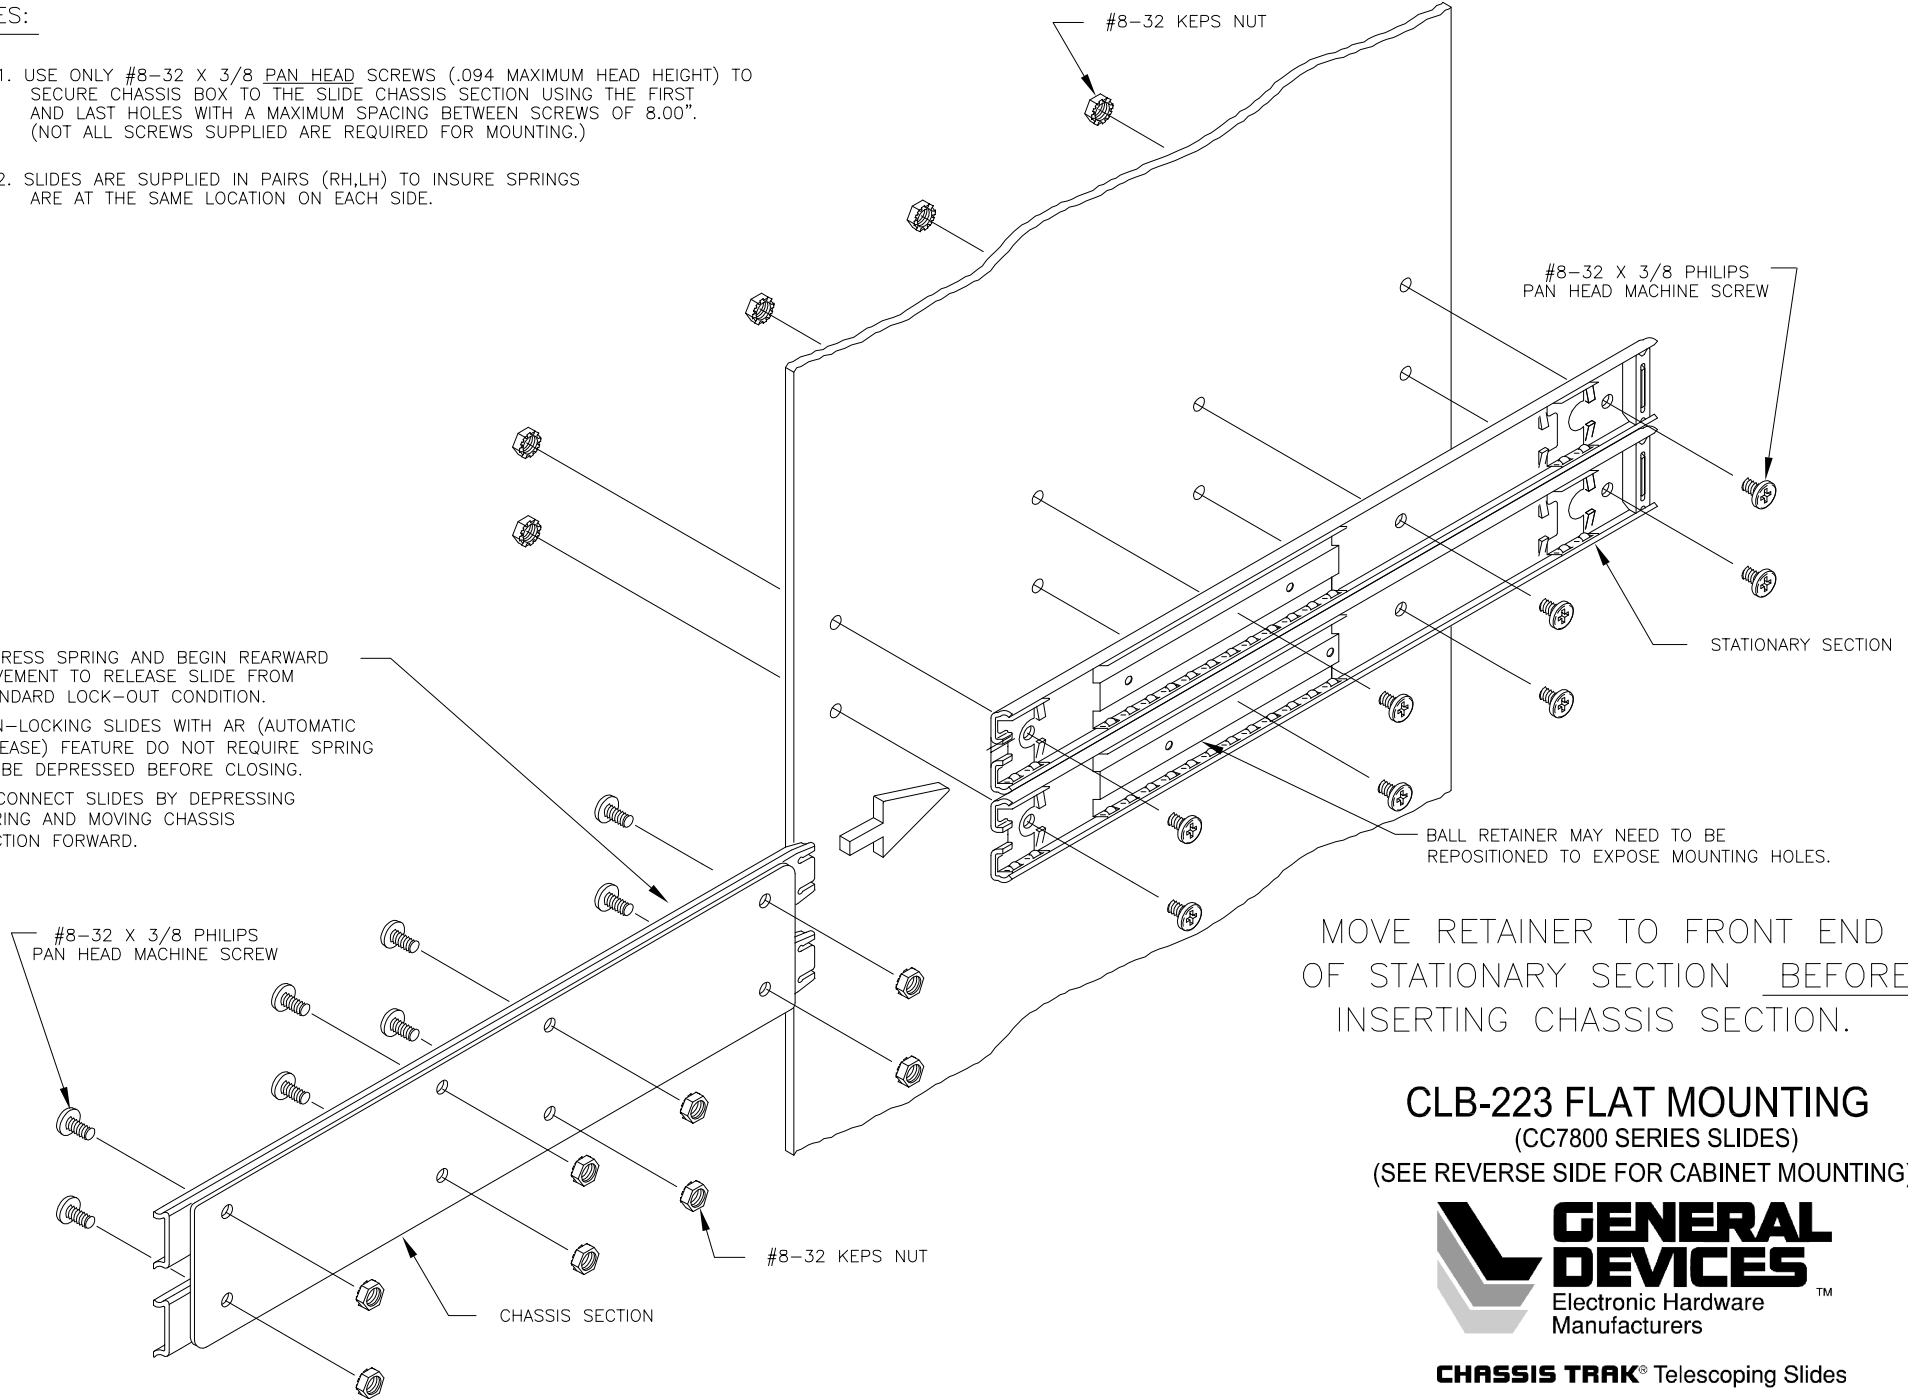 ES:
1. USE ONLY #8-32 X 3/8 PAN HEAD SCREWS (.094 MAXIMUM HEAD HEIGHT) TO
SECURE CHASSIS BOX TO THE SLIDE CHASSIS SECTION USING THE FIRST
AND LAST HOLES WITH A MAXIMUM SPACING BETWEEN SCREWS OF 8.00".
(NOT ALL SCREWS SUPPLIED ARE REQUIRED FOR MOUNTING.)
2. SLIDES ARE SUPPLIED IN PAIRS (RH,LH) TO INSURE SPRINGS
ARE AT THE SAME LOCATION ON EACH SIDE.
#8-32 KEPS NUT
#8-32 X 3/8 PHILIPS
PAN HEAD MACHINE SCREW
STATIONARY SECTION
RESS SPRING AND BEGIN REARWARD
VEMENT TO RELEASE SLIDE FROM
ANDARD LOCK-OUT CONDITION.
N-LOCKING SLIDES WITH AR (AUTOMATIC
EASE) FEATURE DO NOT REQUIRE SPRING
BE DEPRESSED BEFORE CLOSING.
CONNECT SLIDES BY DEPRESSING
RING AND MOVING CHASSIS
CTION FORWARD.
BALL RETAINER MAY NEED TO BE
REPOSITIONED TO EXPOSE MOUNTING HOLES.
#8-32 X 3/8 PHILIPS
PAN HEAD MACHINE SCREW
MOVE RETAINER TO FRONT END
OF STATIONARY SECTION BEFORE
INSERTING CHASSIS SECTION.
#8-32 KEPS NUT
CHASSIS SECTION
CLB-223 FLAT MOUNTING
(CC7800 SERIES SLIDES)
(SEE REVERSE SIDE FOR CABINET MOUNTING)
GENERAL
DEVICES
Electronic Hardware ™
Manufacturers
CHASSIS TRAK® Telescoping Slides